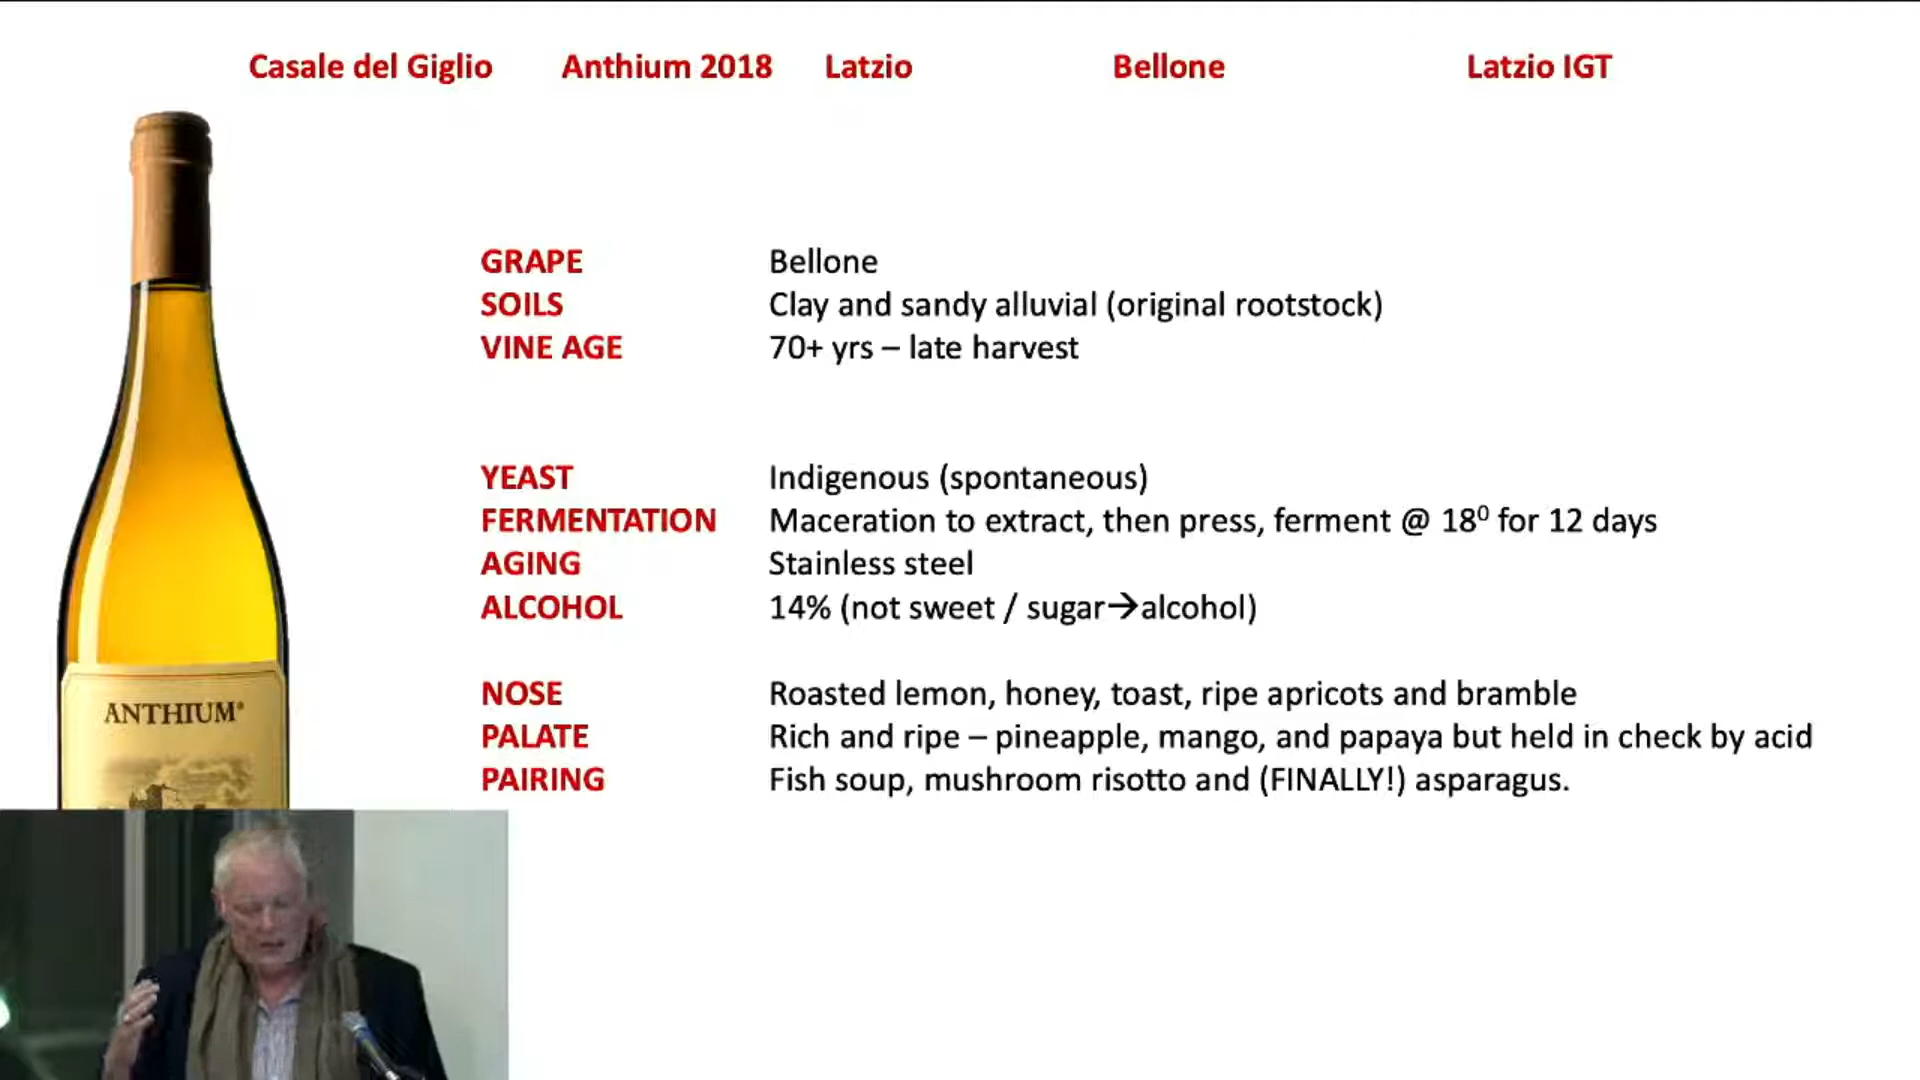 Casale del Giglio Anthium 2018 Latzio Bellone Latzio IGT
GRAPE Bellone
SOILS Clay and sandy alluvial (original rootstock)
VINE AGE 70+ yrs – late harvest
YEAST Indigenous (spontaneous)
FERMENTATION Maceration to extract, then press, ferment @ 18⁰ for 12 days
AGING Stainless steel
ALCOHOL 14% (not sweet / sugar→alcohol)
NOSE Roasted lemon, honey, toast, ripe apricots and bramble
PALATE Rich and ripe – pineapple, mango, and papaya but held in check by acid
PAIRING Fish soup, mushroom risotto and (FINALLY!) asparagus.
ANTHIUM®